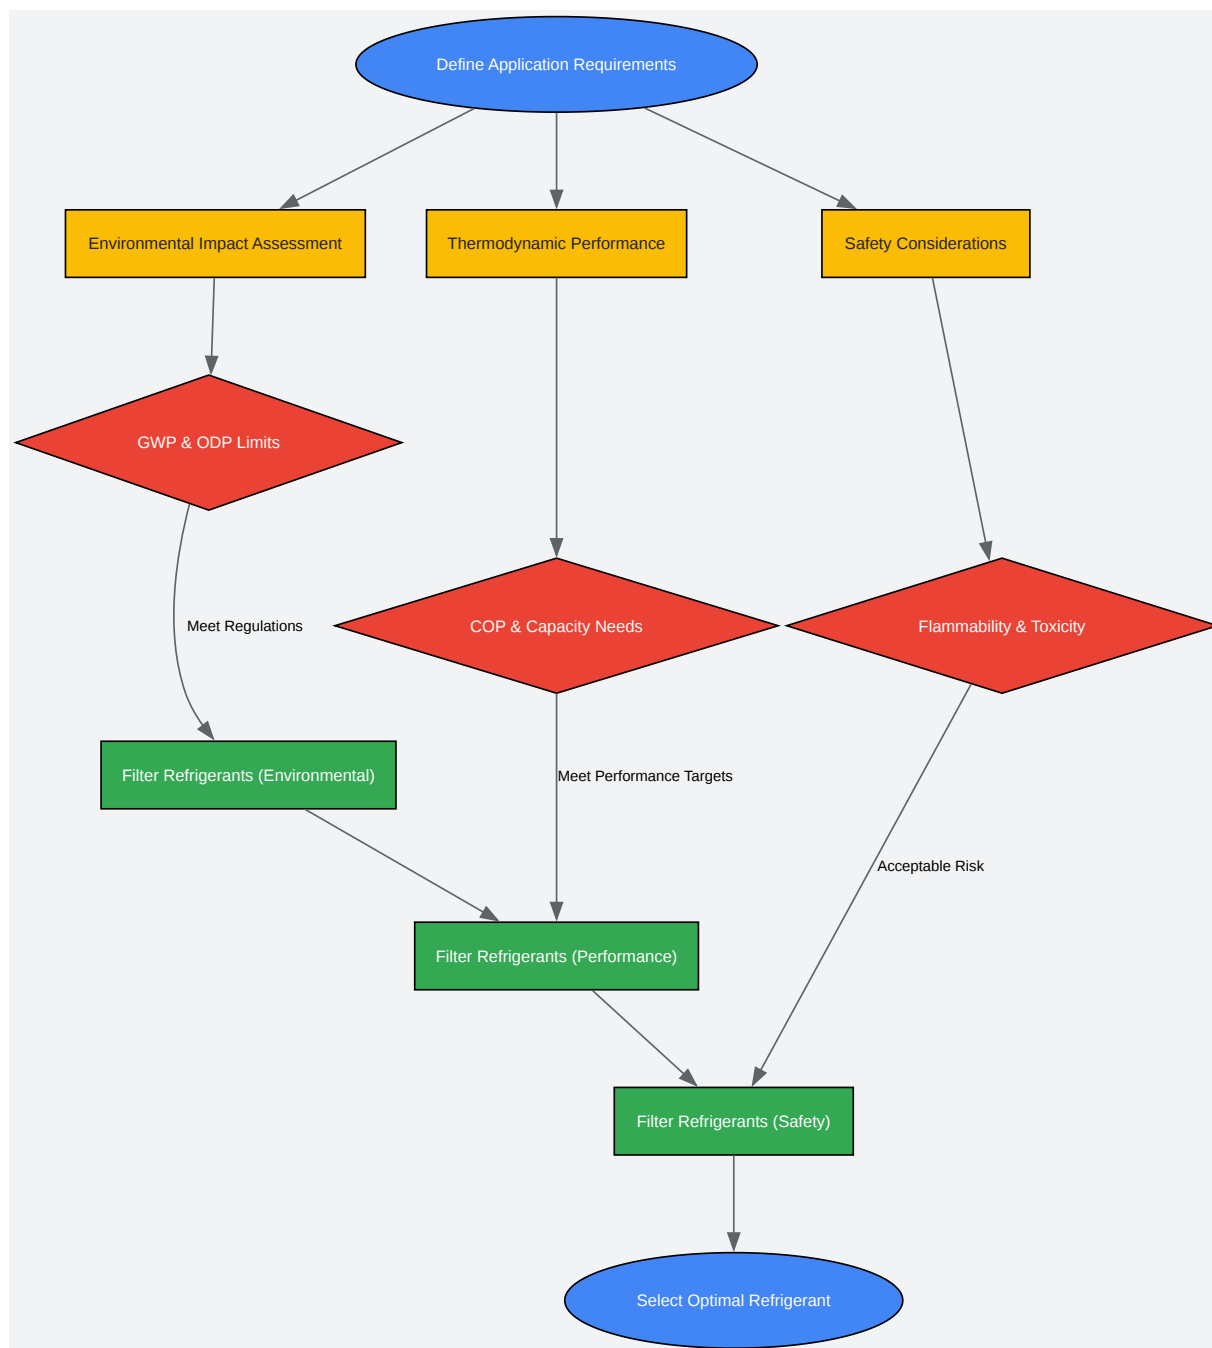 Define Application Requirements
Environmental Impact Assessment
Thermodynamic Performance
Safety Considerations
GWP & ODP Limits
Meet Regulations
COP & Capacity Needs
Flammability & Toxicity
Filter Refrigerants (Environmental)
Meet Performance Targets
Acceptable Risk
Filter Refrigerants (Performance)
Filter Refrigerants (Safety)
Select Optimal Refrigerant